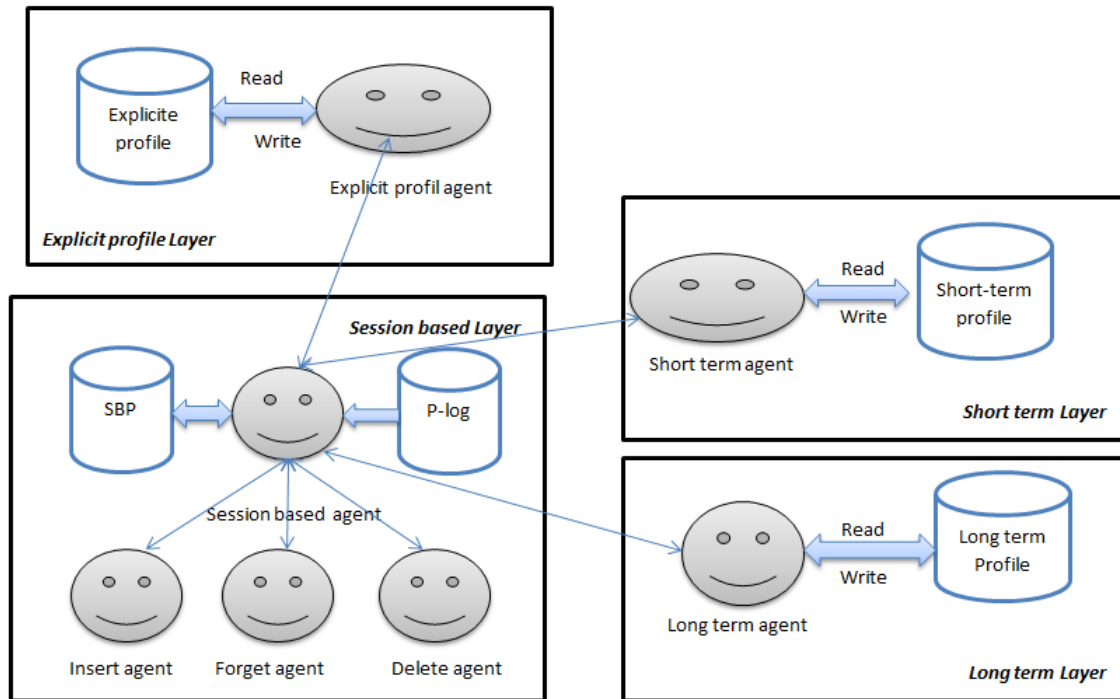 Read
Explicite
profile
Write
Explicit profil agent
Explicit profile Layer
Session based Layer
SBP
P-log
Session based agent
Insert agent
Forget agent
Delete agent
Read
Short-term
profile
Write
Short term agent
Short term Layer
Read
Long term
Profile
Write
Long term agent
Long term Layer